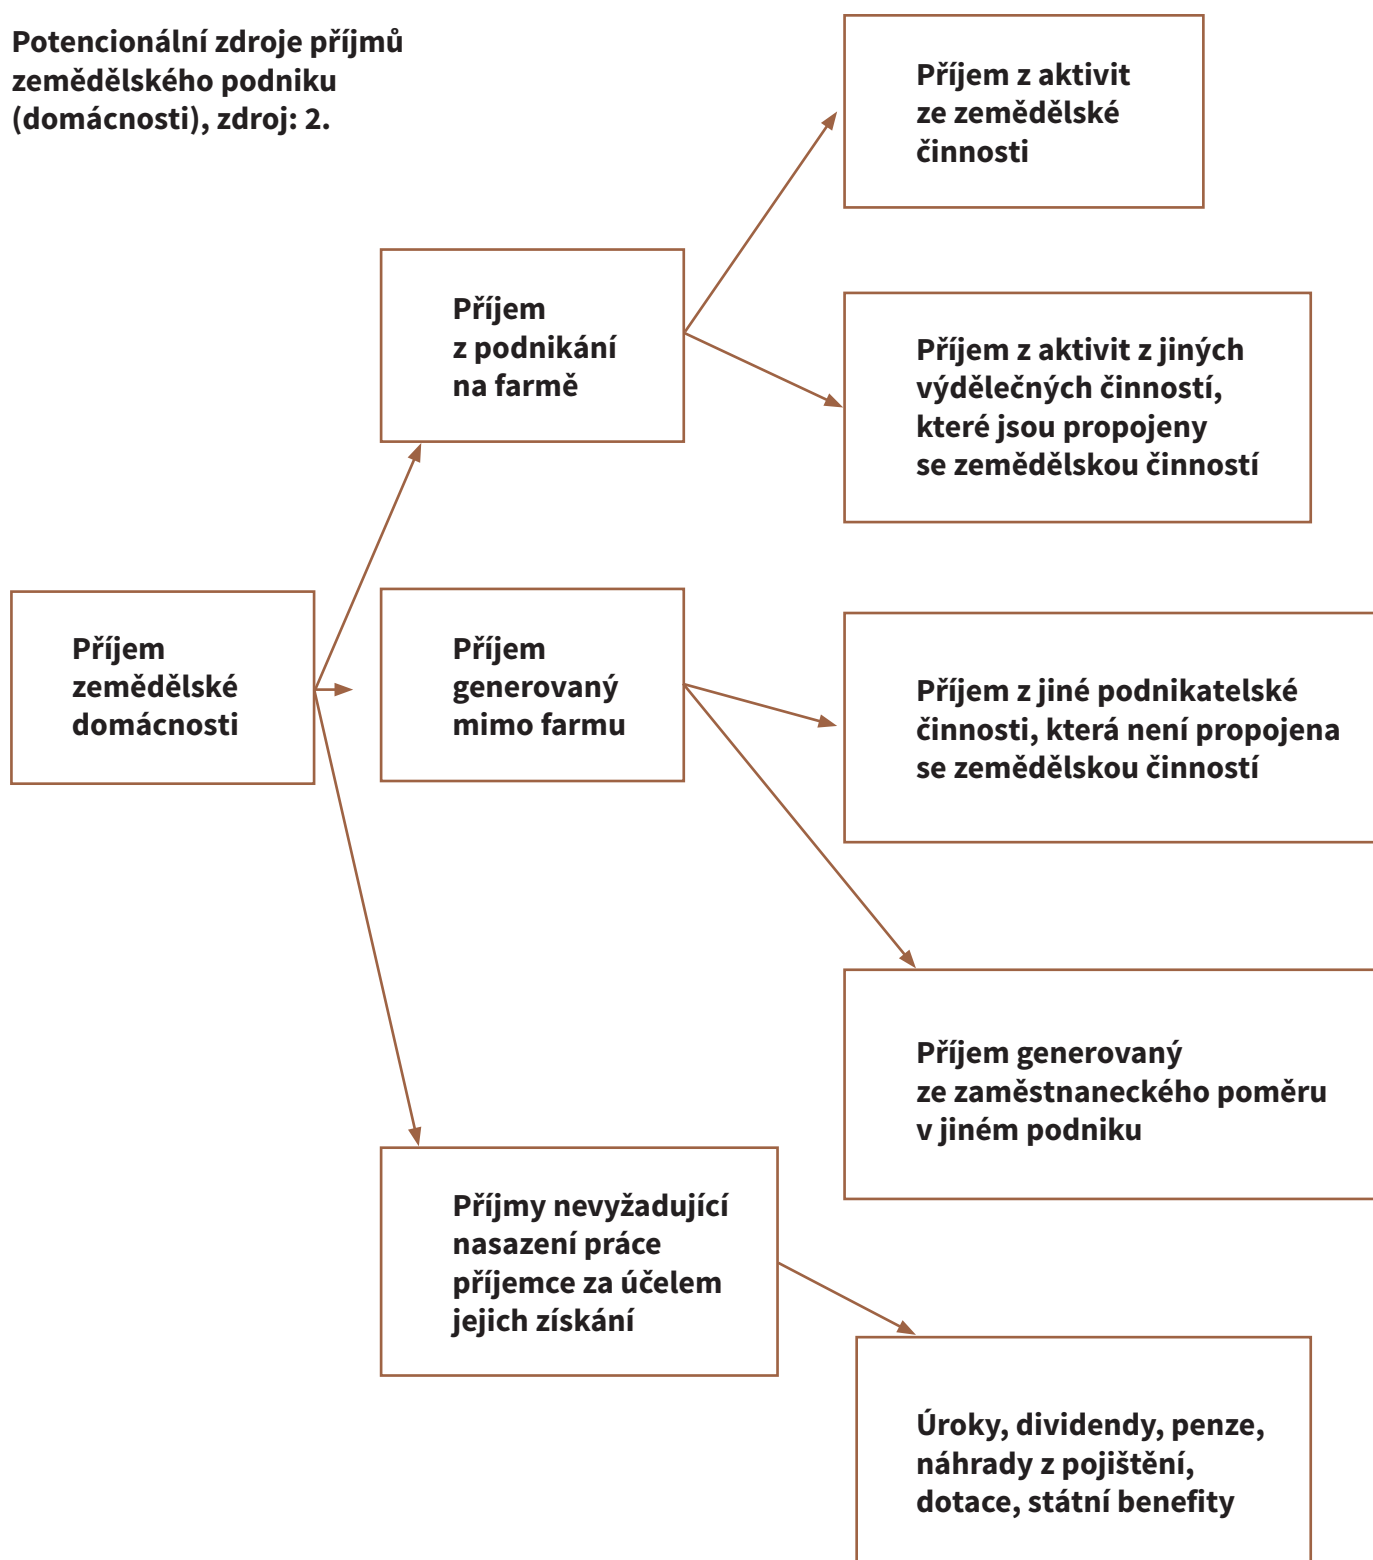 Potencionální zdroje příjmů
zemědělského podniku
(domácnosti), zdroj: 2.
Příjem z aktivit
ze zemědělské
činnosti
Příjem
z podnikání
na farmě
Příjem z aktivit z jiných
výdělečných činností,
které jsou propojeny
se zemědělskou činností
Příjem
zemědělské
domácnosti
Příjem
generovaný
mimo farmu
Příjem z jiné podnikatelské
činnosti, která není propojena
se zemědělskou činností
Příjem generovaný
ze zaměstnaneckého poměru
v jiném podniku
Příjmy nevyžadující
nasazení práce
příjemce za účelem
jejich získání
Úroky, dividendy, penze,
náhrady z pojištění,
dotace, státní benefity